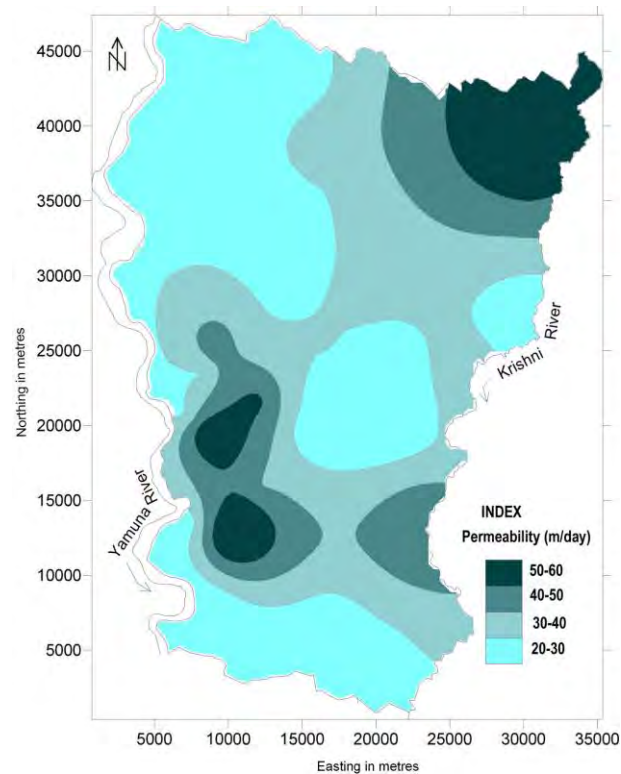 N
45000
40000
35000
30000
25000
20000
15000
10000
5000
Northing in metres
Yamuna River
Krishni River
INDEX
Permeability (m/day)
50-60
40-50
30-40
20-30
5000 10000 15000 20000 25000 30000 35000
Easting in metres